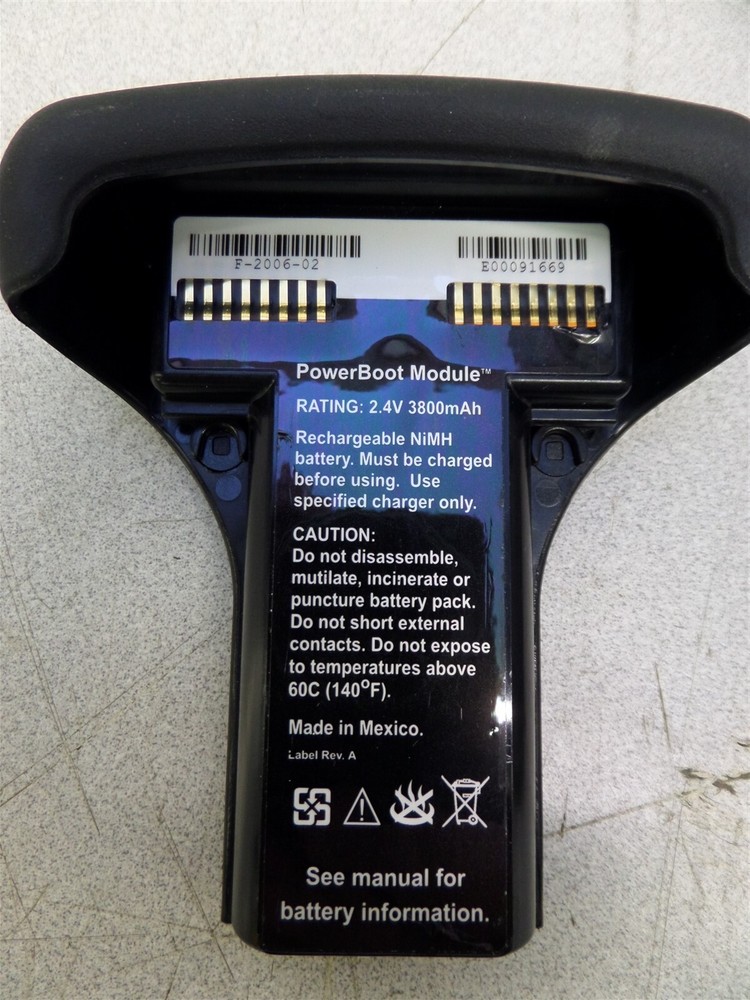 F-2006-02
E00091669
PowerBoot Module™
RATING: 2.4V 3800mAh
Rechargeable NiMH
battery. Must be charged
before using. Use
specified charger only.
CAUTION:
Do not disassemble,
mutilate, incinerate or
puncture battery pack.
Do not short external
contacts. Do not expose
to temperatures above
60C (140°F).
Made in Mexico.
Label Rev. A
See manual for
battery information.